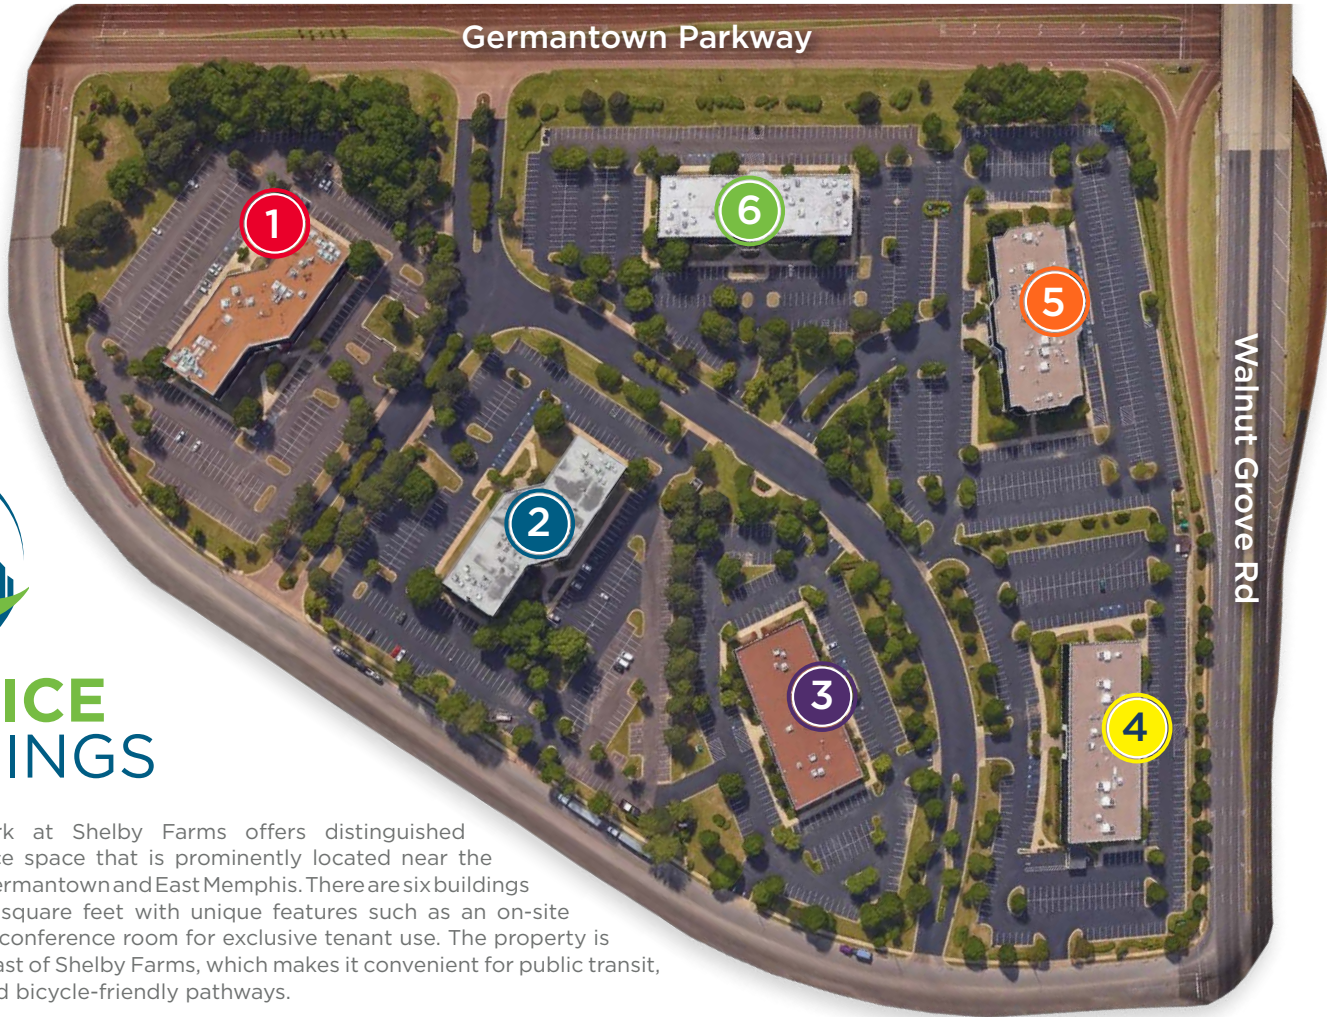 Germantown Parkway
1
6
5
Walnut Grove Rd
2
3
4
ICE
INGS
rk at Shelby Farms offers distinguished
ce space that is prominently located near the
ermantown and East Memphis. There are six buildings
square feet with unique features such as an on-site
conference room for exclusive tenant use. The property is
ast of Shelby Farms, which makes it convenient for public transit,
d bicycle-friendly pathways.